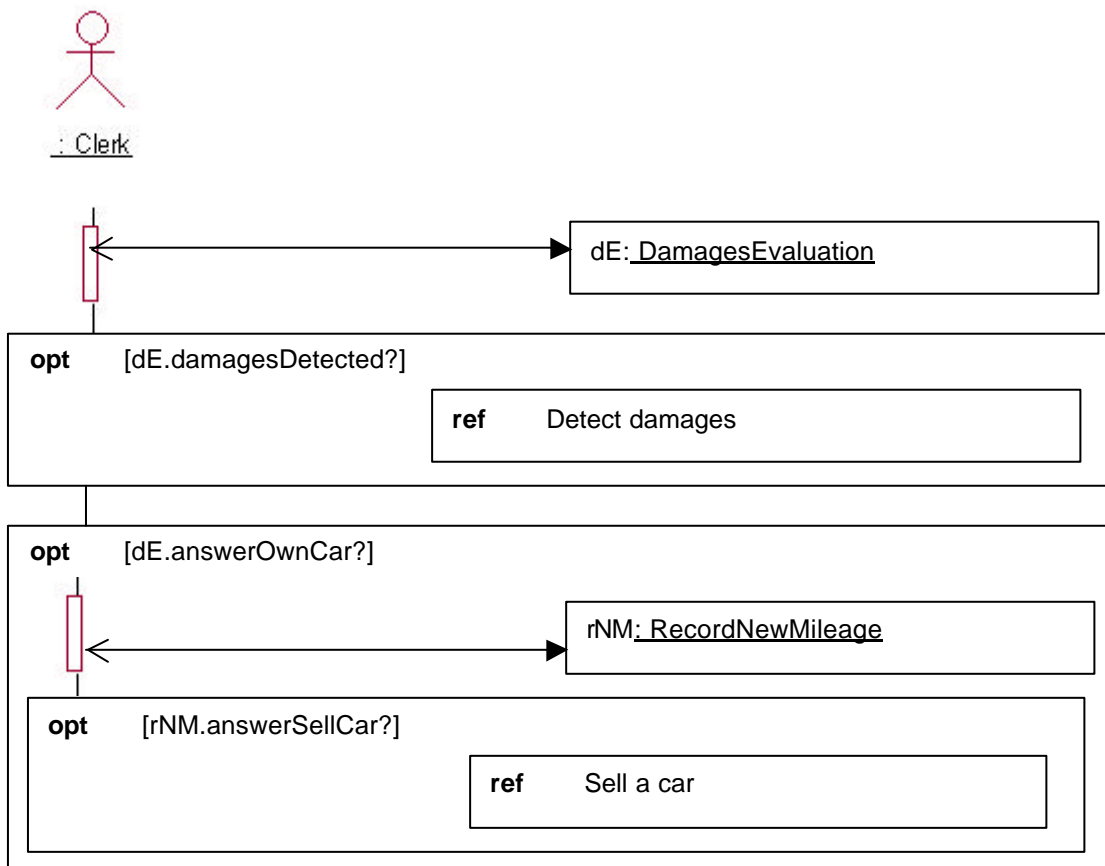 : Clerk
dE: DamagesEvaluation
opt [dE.damagesDetected?]
ref Detect damages
opt [dE.answerOwnCar?]
rNM: RecordNewMileage
opt [rNM.answerSellCar?]
ref Sell a car